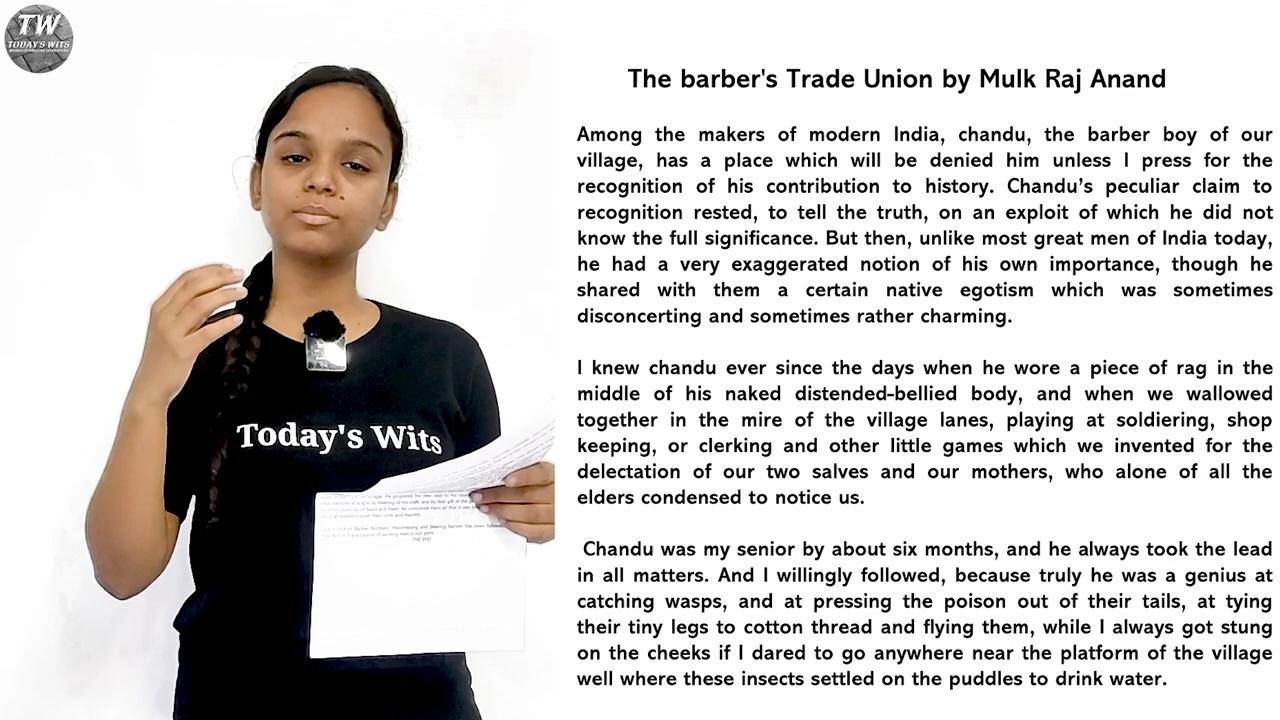 TW
TODAY'S WITS
The barber's Trade Union by Mulk Raj Anand
Among the makers of modern India, chandu, the barber boy of our
village, has a place which will be denied him unless I press for the
recognition of his contribution to history. Chandu's peculiar claim to
recognition rested, to tell the truth, on an exploit of which he did not
know the full significance. But then, unlike most great men of India today,
he had a very exaggerated notion of his own importance, though he
shared with them a certain native egotism which was sometimes
disconcerting and sometimes rather charming.
I knew chandu ever since the days when he wore a piece of rag in the
middle of his naked distended-bellied body, and when we wallowed
together in the mire of the village lanes, playing at soldiering, shop
keeping, or clerking and other little games which we invented for the
delectation of our two salves and our mothers, who alone of all the
elders condensed to notice us.
Chandu was my senior by about six months, and he always took the lead
in all matters. And I willingly followed, because truly he was a genius at
catching wasps, and at pressing the poison out of their tails, at tying
their tiny legs to cotton thread and flying them, while I always got stung
on the cheeks if I dared to go anywhere near the platform of the village
well where these insects settled on the puddles to drink water.
Today's Wits
THE END